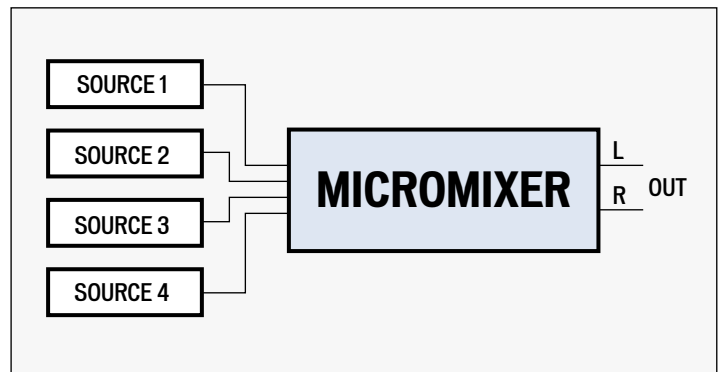 SOURCE 1
SOURCE 2
SOURCE 3
SOURCE 4
MICROMIXER
L
R
OUT